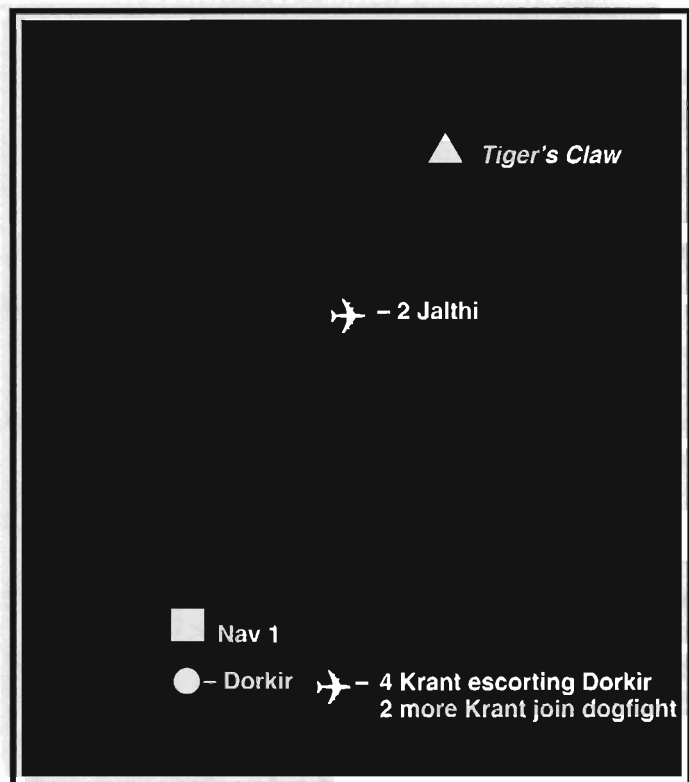 Tiger's Claw
– 2 Jalthi
Nav 1
– Dorkir
– 4 Krant escorting Dorkir
2 more Krant join dogfight